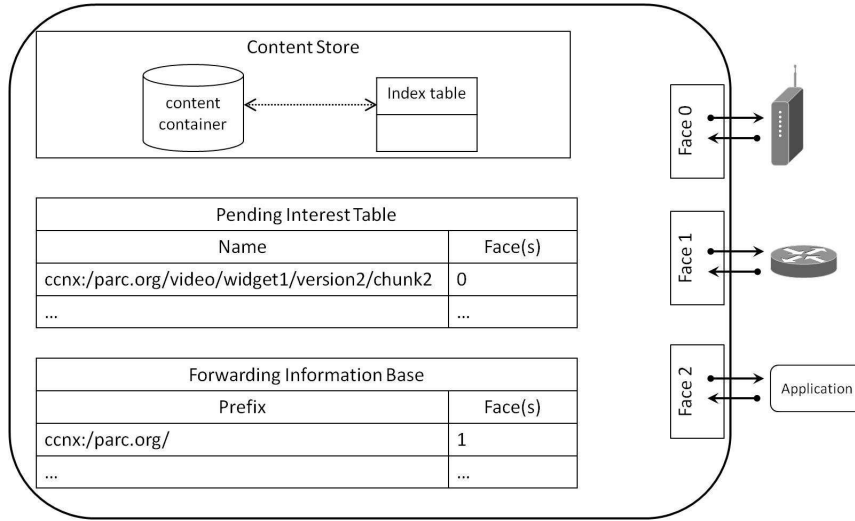 Content Store
content
container
Index table
Face 0
Pending Interest Table
Name Face(s)
ccnx:/parc.org/video/widget1/version2/chunk2 0
... ...
Face 1
Forwarding Information Base
Prefix Face(s)
ccnx:/parc.org/ 1
... ...
Face 2
Application